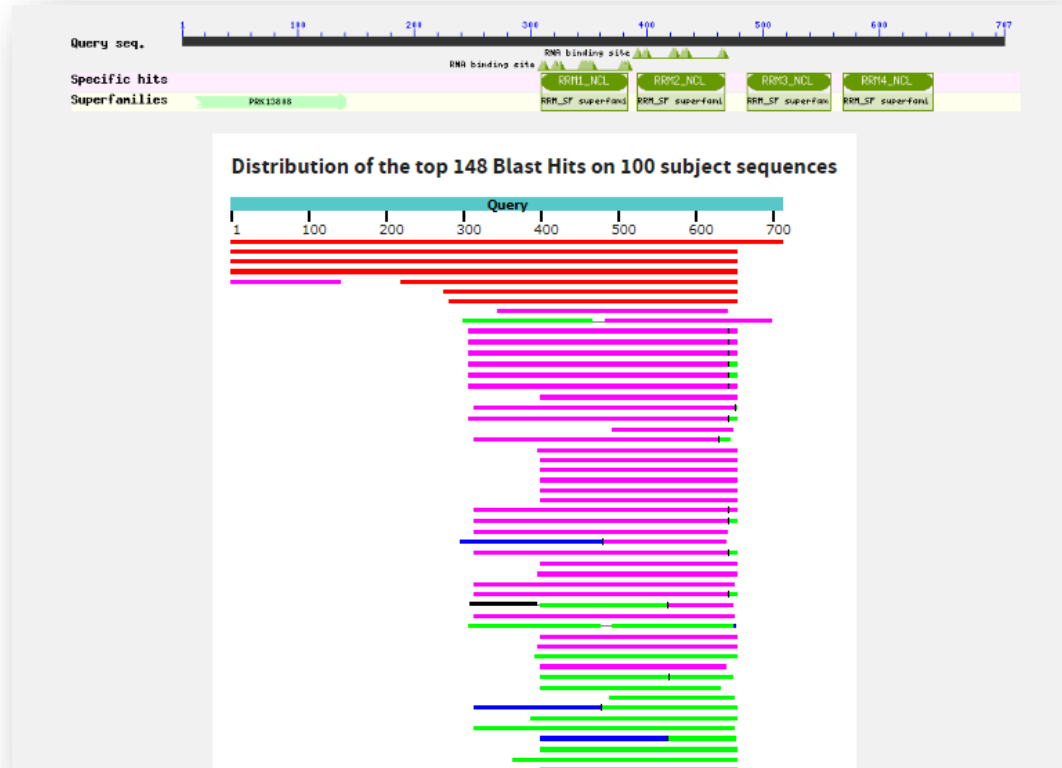 1 100 200 300 400 500 600 707
Query seq.
RNA binding site
RNA binding site
Specific hits RRM1_NCL RRM2_NCL RRM3_NCL RRM4_NCL
Superfamilies PRK13808 RRM_SF superfami RRM_SF superfami RRM_SF superfam RRM_SF superfami
Distribution of the top 148 Blast Hits on 100 subject sequences
Query
1 100 200 300 400 500 600 700